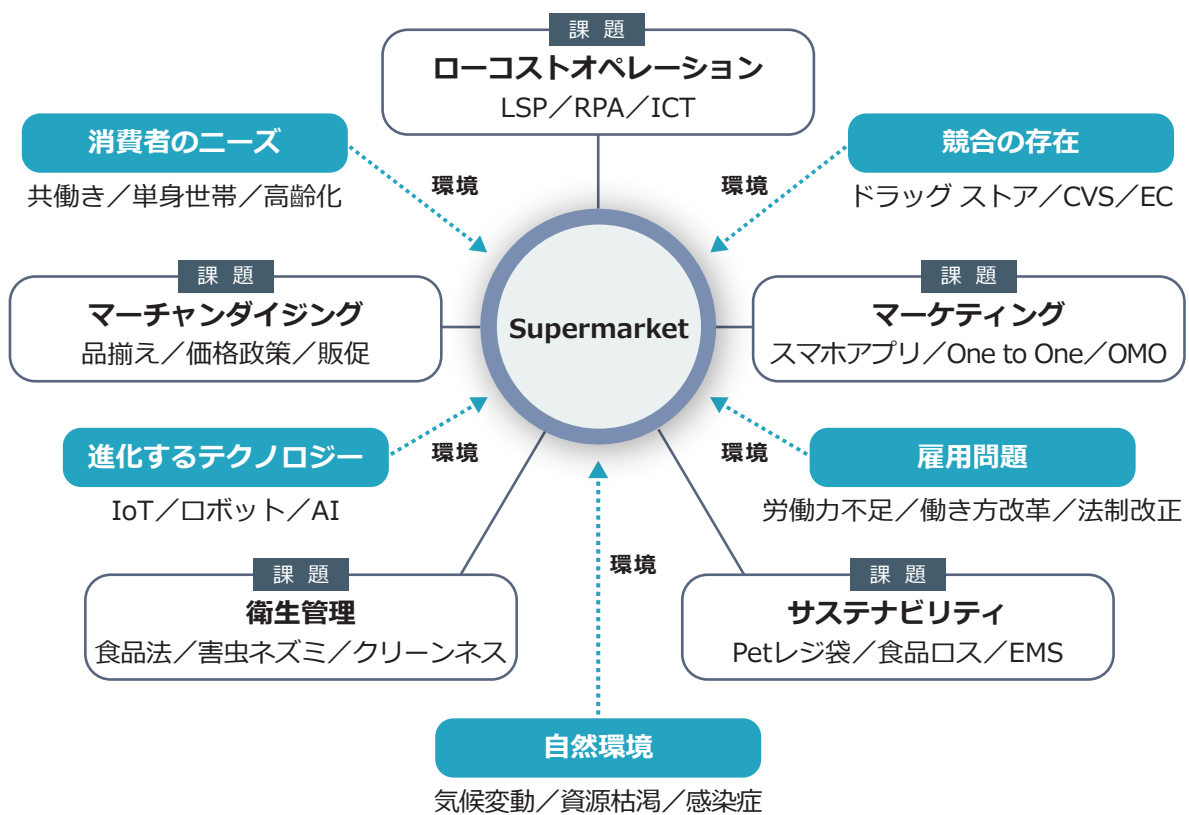 課 題
ローコストオペレーション
LSP／RPA／ICT
消費者のニーズ
共働き／単身世帯／高齢化
環境
競合の存在
ドラッグ ストア／CVS／EC
環境
課 題
マーチャンダイジング
品揃え／価格政策／販促
Supermarket
課 題
マーケティング
スマホアプリ／One to One／OMO
進化するテクノロジー
IoT／ロボット／AI
環境
雇用問題
労働力不足／働き方改革／法制改正
環境
課 題
衛生管理
食品法／害虫ネズミ／クリーンネス
環境
課 題
サステナビリティ
Petレジ袋／食品ロス／EMS
自然環境
気候変動／資源枯渇／感染症